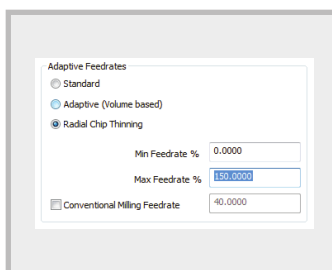 Adaptive Feedrates
Standard
Adaptive (Volume based)
Radial Chip Thinning
Min Feedrate % 0.0000
Max Feedrate % 150.0000
Conventional Milling Feedrate 40.0000